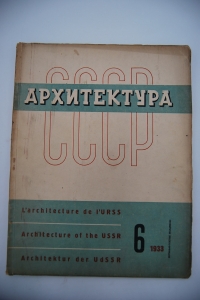 СССР
АРХИТЕКТУРА
L'architecture de l'URSS
Architecture of the USSR
Architektur der UdSSR
6
1933